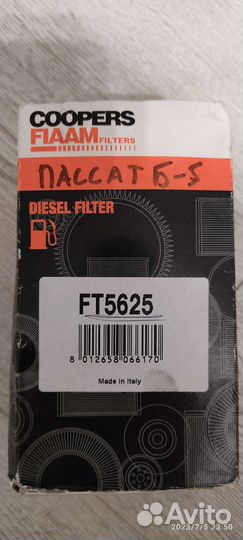 COOPERS
FIAAM FILTERS
ПАССАТ Б-5
DIESEL FILTER
FT5625
8 012658 066170
Made in Italy
Avito
2023/7/5 23:50